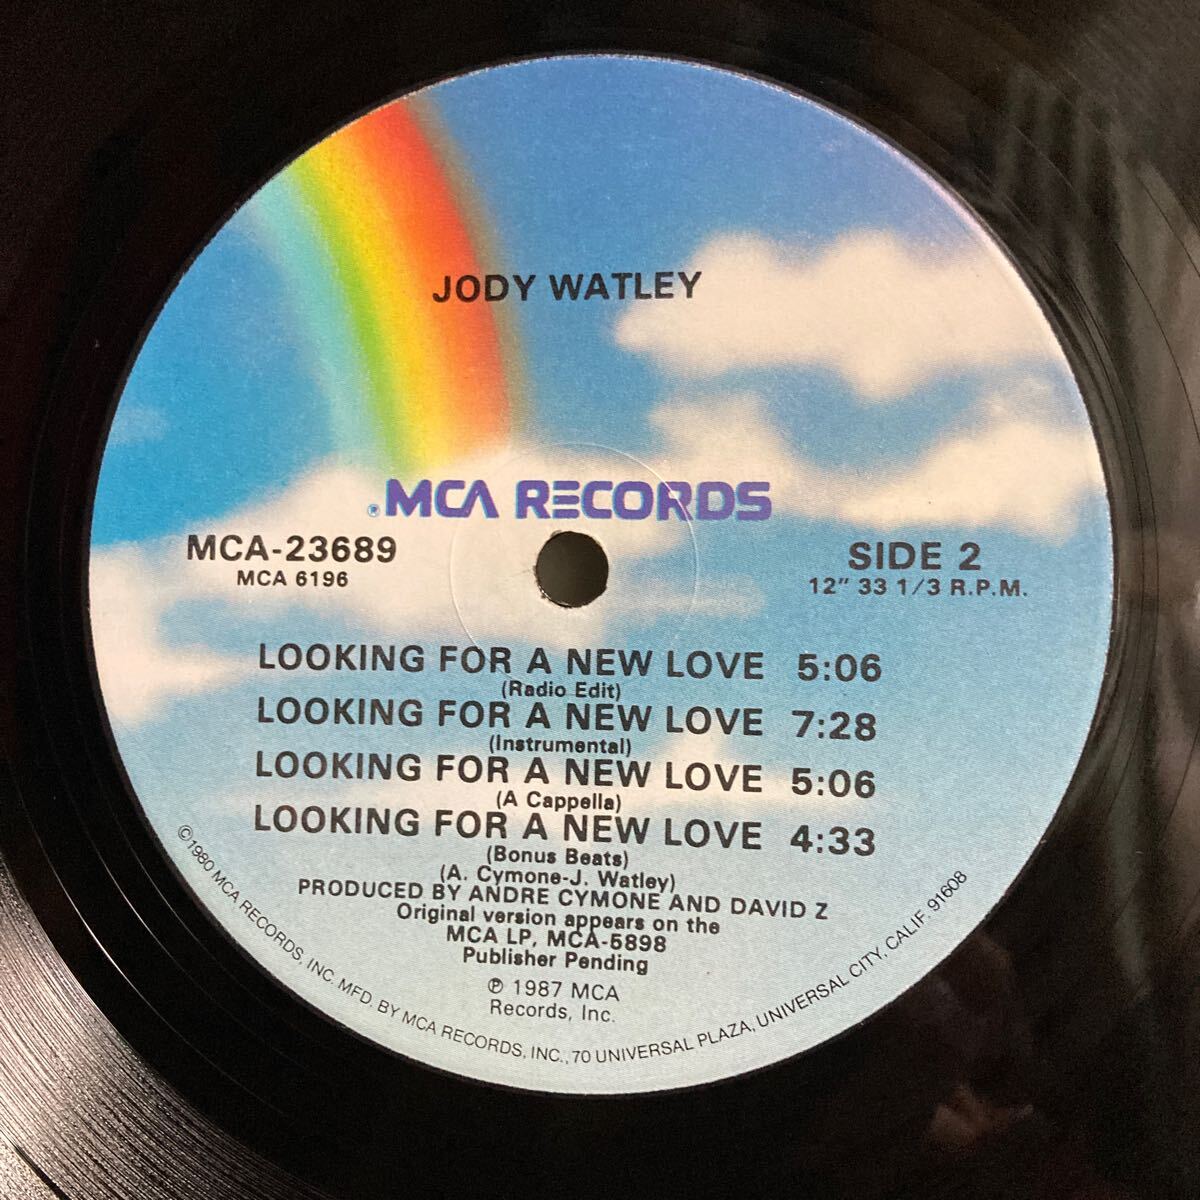 JODY WATLEY
® MCA RECORDS
MCA-23689
MCA 6196
SIDE 2
12" 33 1/3 R.P.M.
LOOKING FOR A NEW LOVE 5:06
(Radio Edit)
LOOKING FOR A NEW LOVE 7:28
(Instrumental)
LOOKING FOR A NEW LOVE 5:06
(A Cappella)
LOOKING FOR A NEW LOVE 4:33
(Bonus Beats)
(A. Cymone-J. Watley)
PRODUCED BY ANDRE CYMONE AND DAVID Z
Original version appears on the
MCA LP, MCA-5898
Publisher Pending
℗ 1987 MCA
Records, Inc.
©1980 MCA RECORDS, INC. MFD. BY MCA RECORDS, INC., 70 UNIVERSAL PLAZA, UNIVERSAL CITY, CALIF. 91608